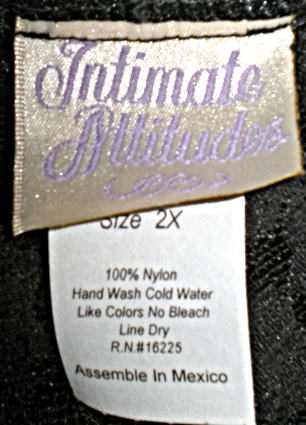 Intimate
Attitudes
Size 2X
100% Nylon
Hand Wash Cold Water
Like Colors No Bleach
Line Dry
R.N.#16225
Assemble In Mexico